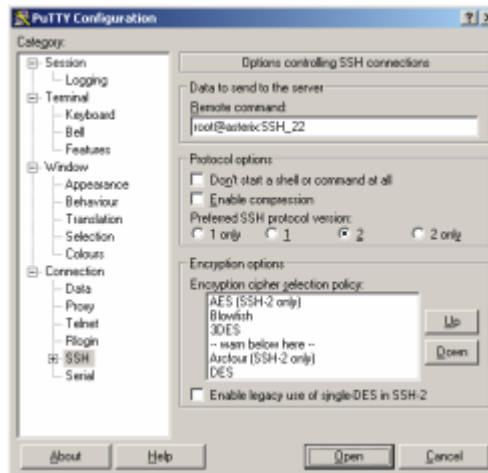 PuTTY Configuration
Category:
Session
Logging
Terminal
Keyboard
Bell
Features
Window
Appearance
Behaviour
Translation
Selection
Colours
Connection
Data
Proxy
Telnet
Rlogin
SSH
Serial
Options controlling SSH connections
Data to send to the server
Remote command:
root@asterix:SSH_22
Protocol options
Don't start a shell or command at all
Enable compression
Preferred SSH protocol version:
1 only 1 2 2 only
Encryption options
Encryption cipher selection policy:
AES (SSH-2 only)
Blowfish
3DES
-- warn below here --
Arcfour (SSH-2 only)
DES
Up
Down
Enable legacy use of single-DES in SSH-2
About Help Open Cancel